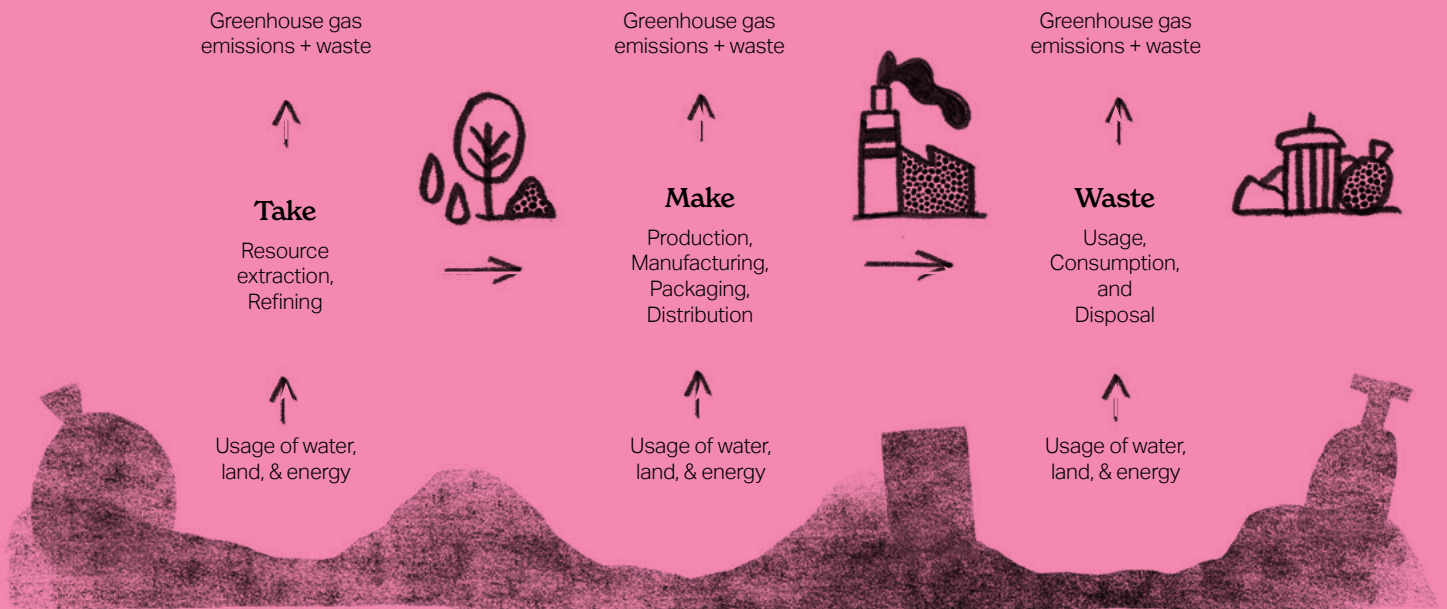 Greenhouse gas
emissions + waste
Greenhouse gas
emissions + waste
Greenhouse gas
emissions + waste
Take
Resource
extraction,
Refining
Make
Production,
Manufacturing,
Packaging,
Distribution
Waste
Usage,
Consumption,
and
Disposal
Usage of water,
land, & energy
Usage of water,
land, & energy
Usage of water,
land, & energy